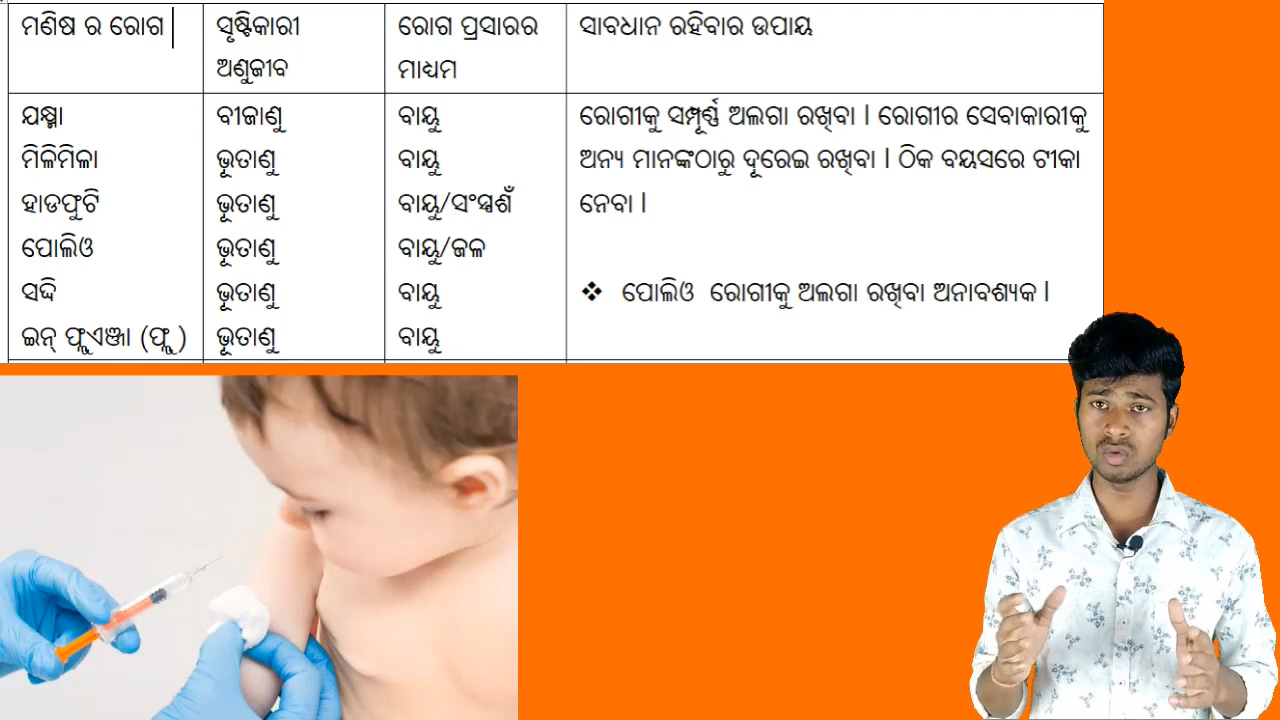 ମଣିଷ ର ରୋଗ
ସୃଷ୍ଟିକାରୀ ଅଣୁଜୀବ
ରୋଗ ପ୍ରସାରର ମାଧ୍ୟମ
ସାବଧାନ ରହିବାର ଉପାୟ
ଯକ୍ଷ୍ମା ବୀଜାଣୁ ବାୟୁ ରୋଗୀକୁ ସମ୍ପୂର୍ଣ୍ଣ ଅଲଗା ରଖିବା । ରୋଗୀର ସେବାକାରୀକୁ
ମିଳିମିଳା ଭୂତାଣୁ ବାୟୁ ଅନ୍ୟ ମାନଙ୍କଠାରୁ ଦୂରେଇ ରଖିବା । ଠିକ ବୟସରେ ଟୀକା
ହାଡଫୁଟି ଭୂତାଣୁ ବାୟୁ/ସଂସ୍ପର୍ଶ ନେବା ।
ପୋଲିଓ ଭୂତାଣୁ ବାୟୁ/ଜଳ
ସଦ୍ଦି ଭୂତାଣୁ ବାୟୁ ❖ ପୋଲିଓ ରୋଗୀକୁ ଅଲଗା ରଖିବା ଅନାବଶ୍ୟକ ।
ଇନ୍ ଫ୍ଲୁଏଞ୍ଜା (ଫ୍ଲୁ) ଭୂତାଣୁ ବାୟୁ